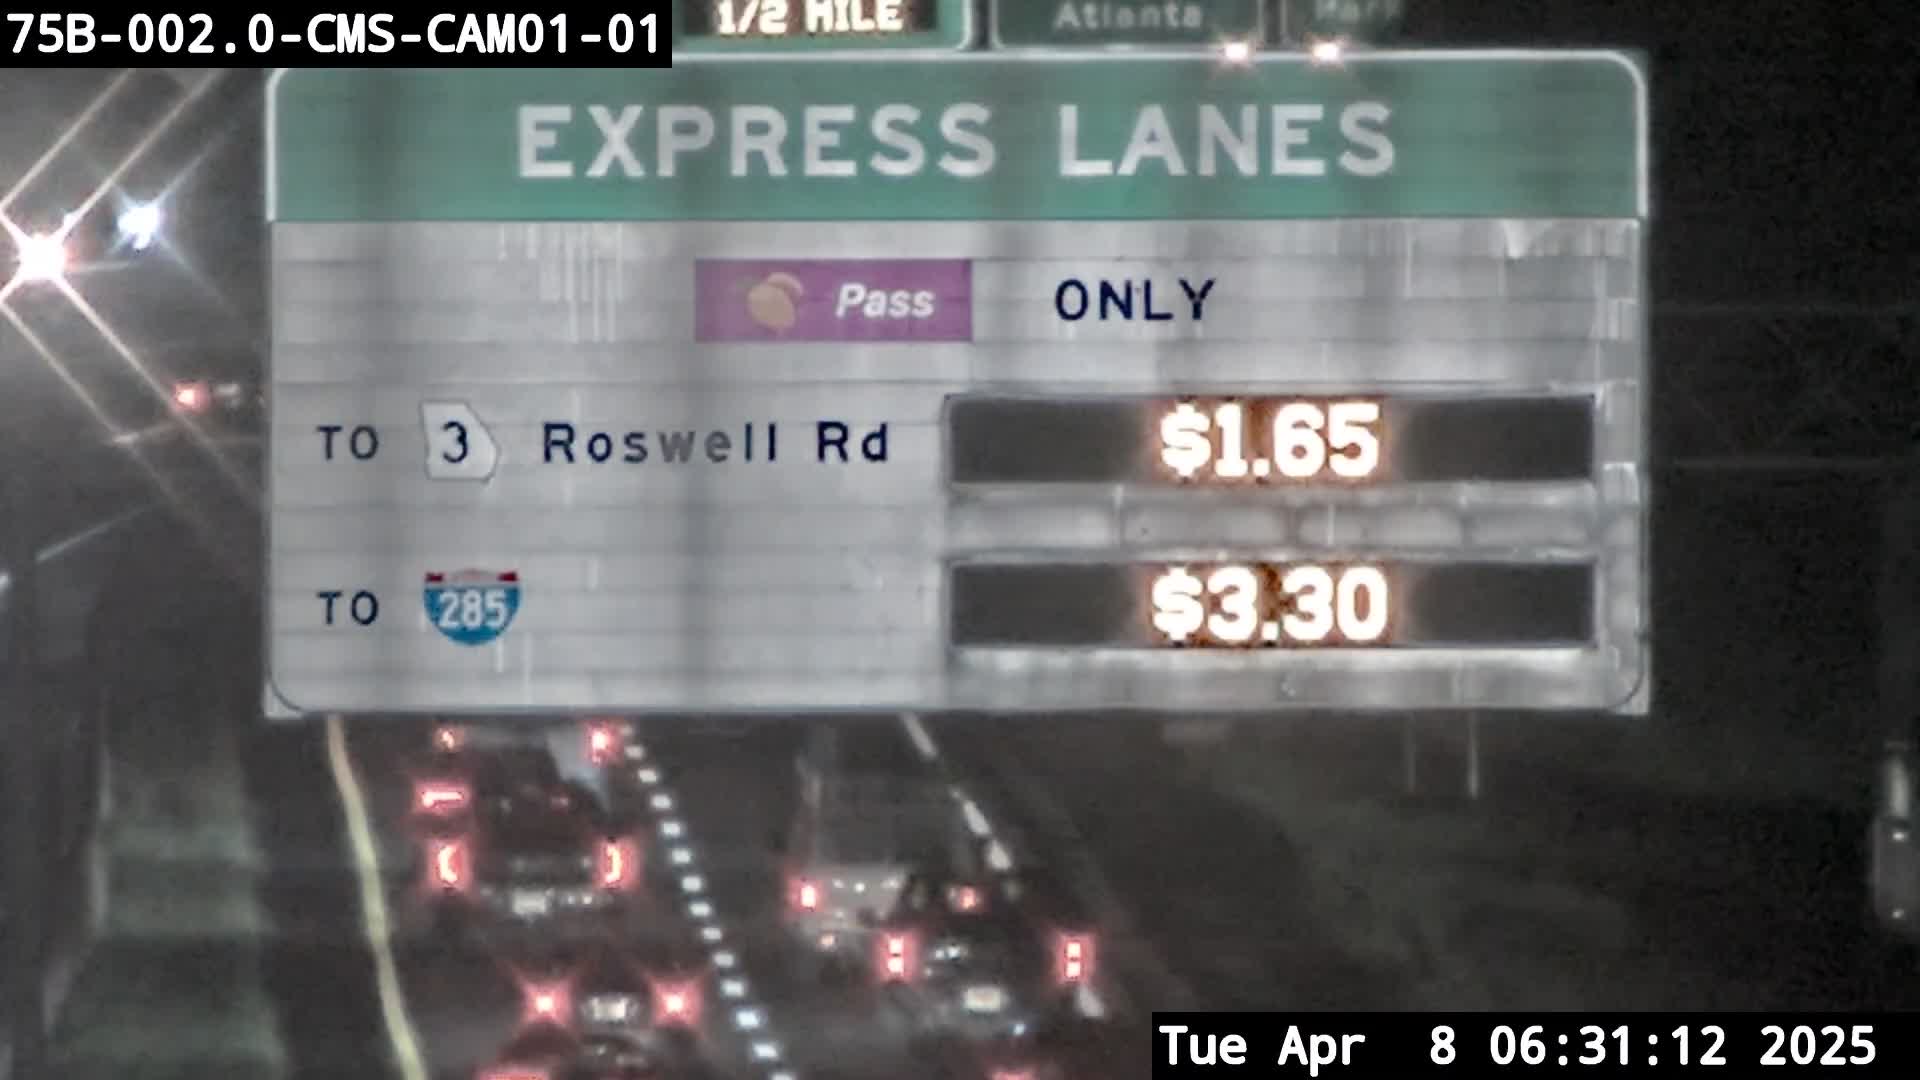 75B-002.0-CMS-CAM01-01
1/2 MILE
Atlanta
EXPRESS LANES
Pass ONLY
TO 3 Roswell Rd $1.65
TO 285 $3.30
Tue Apr 8 06:31:12 2025